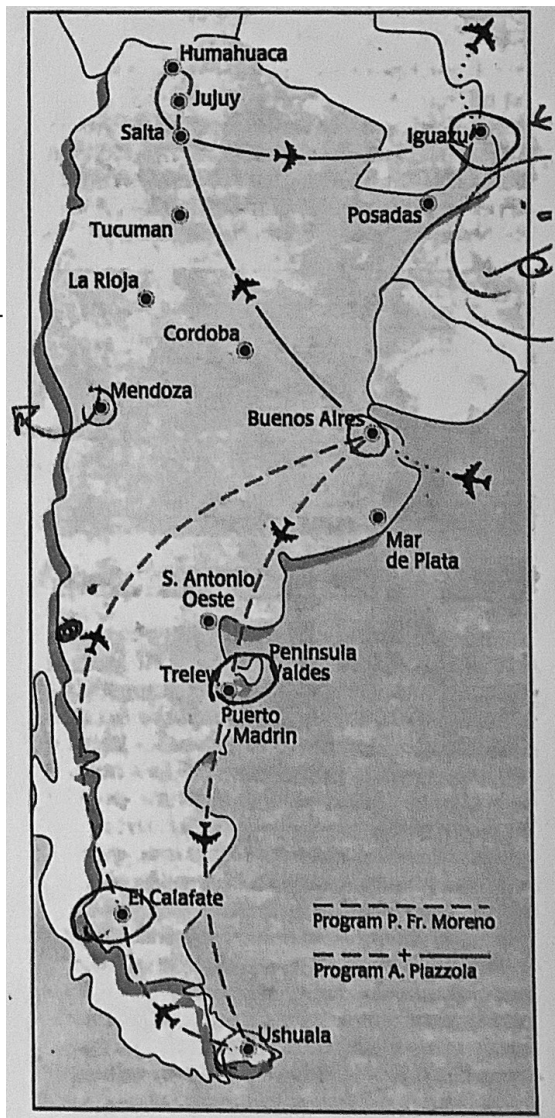 Humahuaca
Jujuy
Salta
Iguazu
Tucuman
Posadas
La Rioja
Cordoba
Mendoza
Buenos Aires
Mar
de Plata
S. Antonio
Oeste
Peninsula
Valdes
Trelew
Puerto
Madrin
El Calafate
Program P. Fr. Moreno
+
Program A. Piazzola
Ushuala